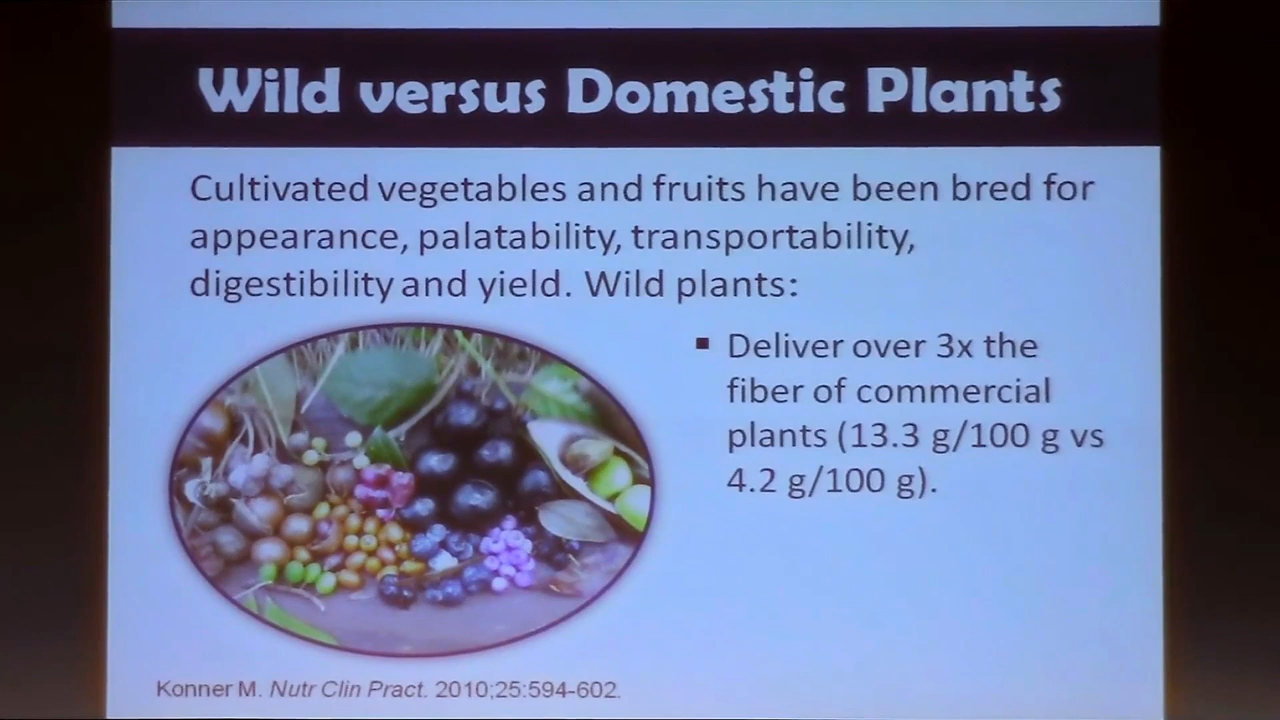 Wild versus Domestic Plants
Cultivated vegetables and fruits have been bred for
appearance, palatability, transportability,
digestibility and yield. Wild plants:
▪ Deliver over 3x the
fiber of commercial
plants (13.3 g/100 g vs
4.2 g/100 g).
Konner M. Nutr Clin Pract. 2010;25:594-602.